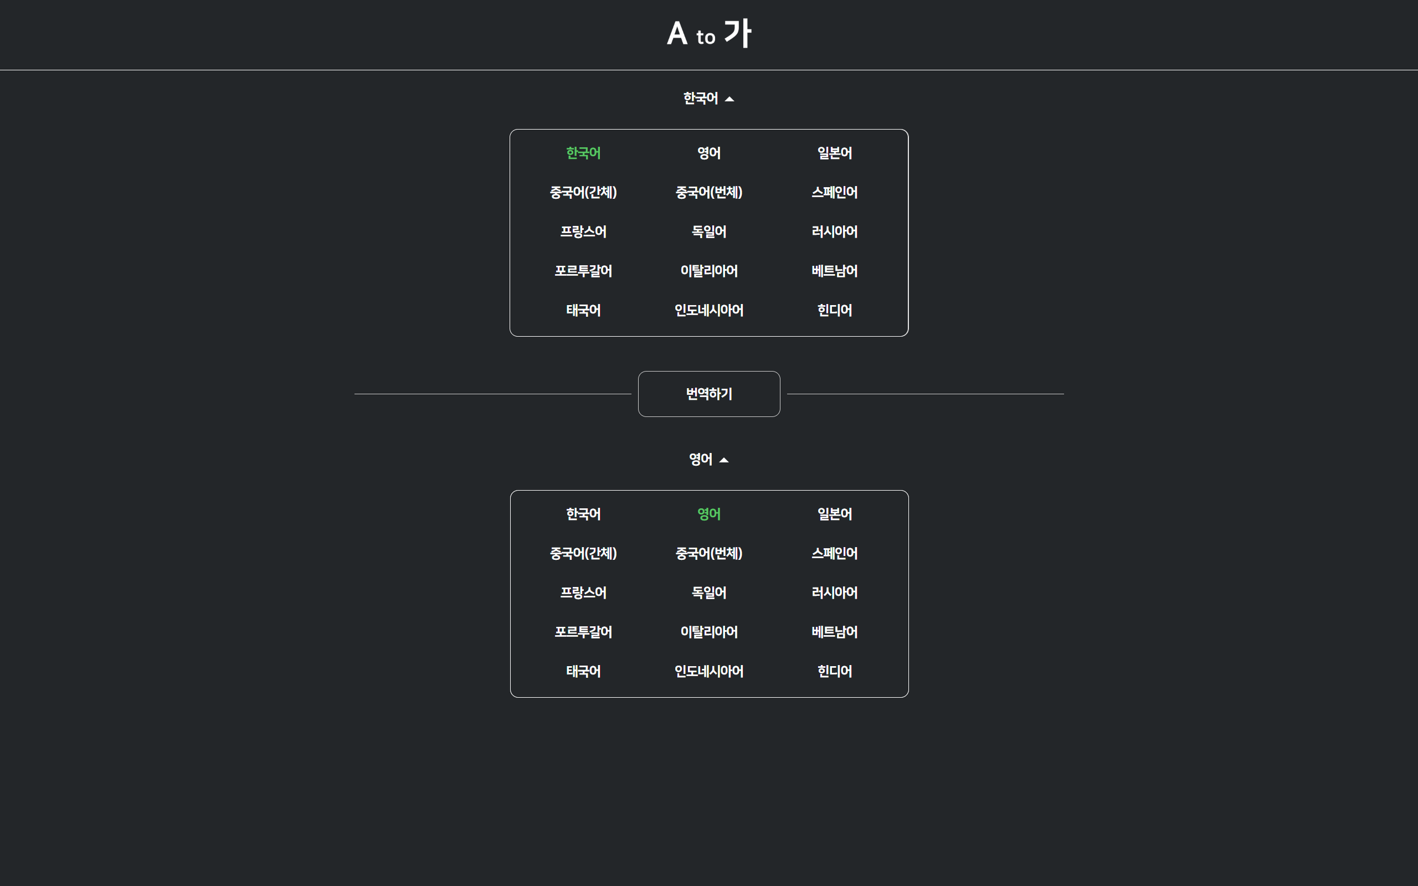 A to 가
한국어
한국어 영어 일본어
중국어(간체) 중국어(번체) 스페인어
프랑스어 독일어 러시아어
포르투갈어 이탈리아어 베트남어
태국어 인도네시아어 힌디어
번역하기
영어
한국어 영어 일본어
중국어(간체) 중국어(번체) 스페인어
프랑스어 독일어 러시아어
포르투갈어 이탈리아어 베트남어
태국어 인도네시아어 힌디어